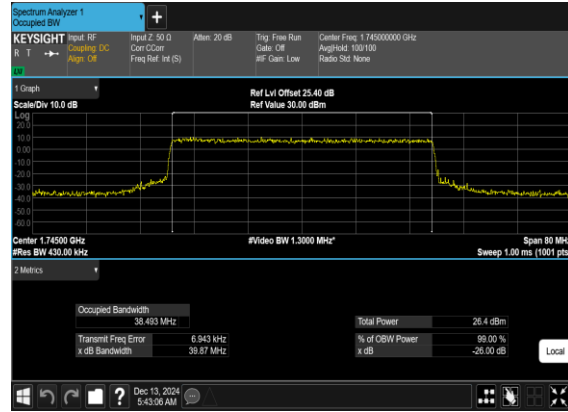 Spectrum Analyzer 1
Occupied BW
+
KEYSIGHT Input: RF Input Z: 50 Ω Atten: 20 dB Trig: Free Run Center Freq: 1.745000000 GHz
R T Coupling: DC Corr CCorr Gate: Off Avg|Hold: 100/100
Align: Off Freq Ref: Int (S) #IF Gain: Low Radio Std: None
1 Graph Ref Lvl Offset 25.40 dB
Scale/Div 10.0 dB Ref Value 30.00 dBm
Log
20.0
10.0
0.00
-10.0
-20.0
-30.0
-40.0
-50.0
-60.0
Center 1.74500 GHz #Video BW 1.3000 MHz* Span 80 MHz
#Res BW 430.00 kHz Sweep 1.00 ms (1001 pts)
2 Metrics
Occupied Bandwidth
38.493 MHz Total Power 26.4 dBm
Transmit Freq Error 6.943 kHz % of OBW Power 99.00 %
x dB Bandwidth 39.87 MHz x dB -26.00 dB
Local
? Dec 13, 2024
5:43:06 AM